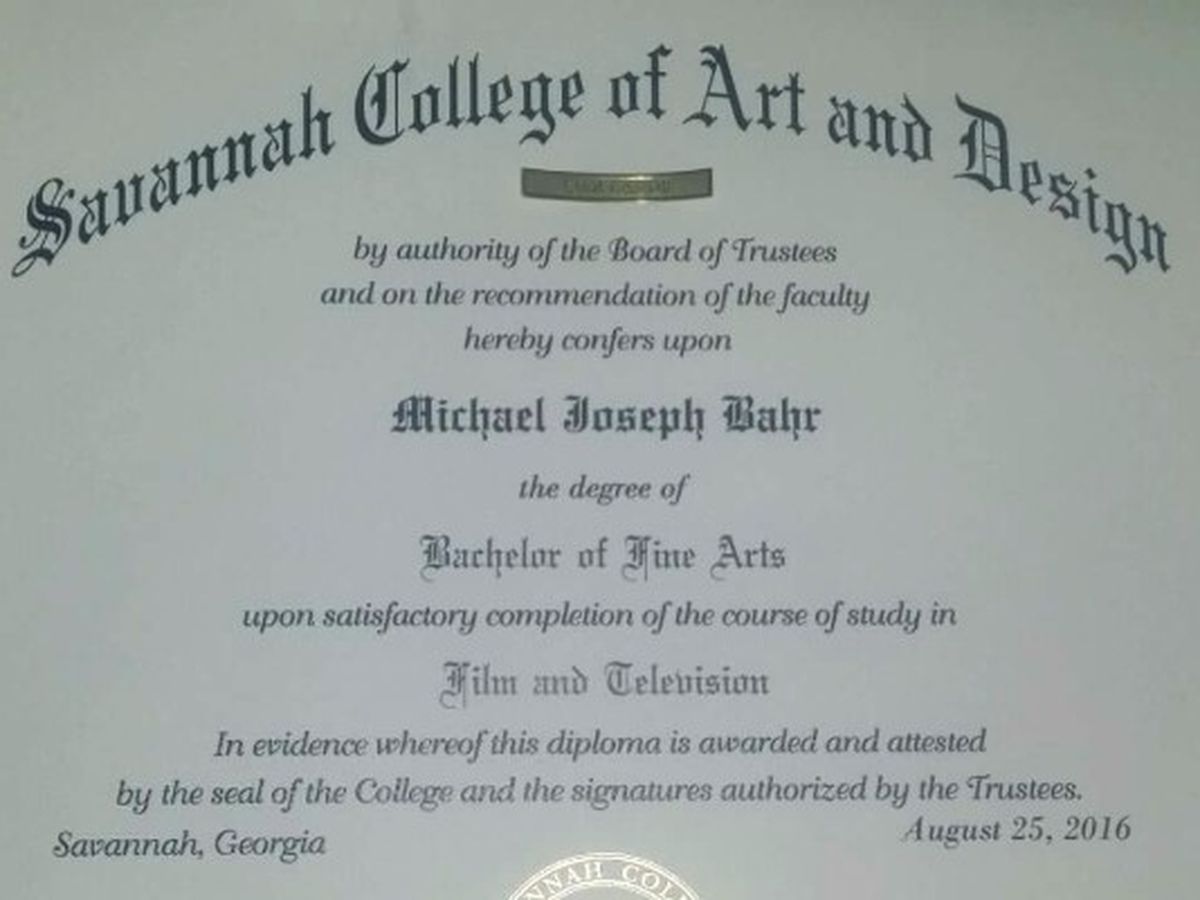 Savannah College of Art and Design
by authority of the Board of Trustees
and on the recommendation of the faculty
hereby confers upon
Michael Joseph Bahr
the degree of
Bachelor of Fine Arts
upon satisfactory completion of the course of study in
Film and Television
In evidence whereof this diploma is awarded and attested
by the seal of the College and the signatures authorized by the Trustees.
Savannah, Georgia
August 25, 2016
NNAH COL